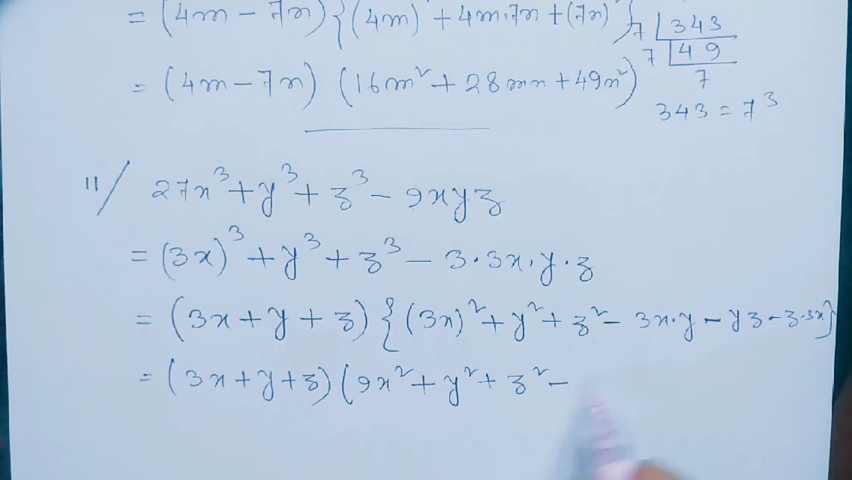 = (4m - 7n) {(4m)² + 4m·7n + (7n)²}
7 | 343
7 | 49
7
= (4m - 7n) (16m² + 28mn + 49n²)
343 = 7³
11/ 27x³ + y³ + z³ - 9xyz
= (3x)³ + y³ + z³ - 3·3x·y·z
= (3x + y + z) {(3x)² + y² + z² - 3x·y - yz - z·3x}
= (3x + y + z) (9x² + y² + z² -